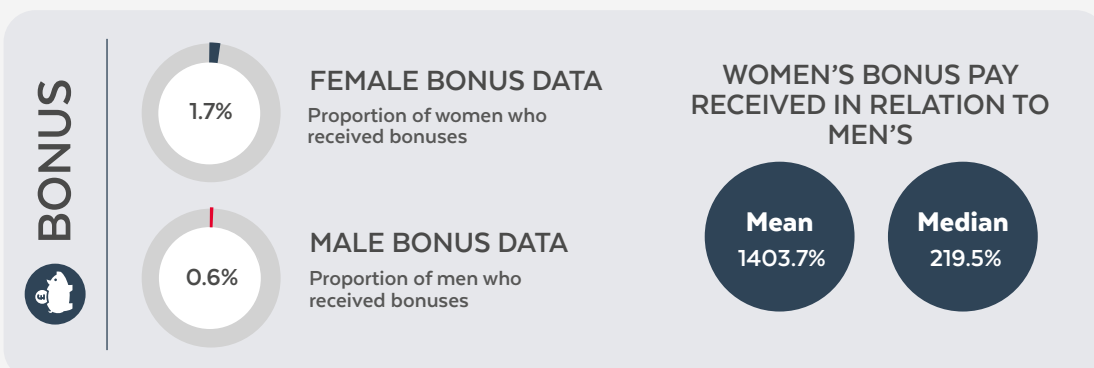 BONUS
1.7%
FEMALE BONUS DATA
Proportion of women who
received bonuses
0.6%
MALE BONUS DATA
Proportion of men who
received bonuses
WOMEN’S BONUS PAY
RECEIVED IN RELATION TO
MEN’S
Mean
1403.7%
Median
219.5%
£